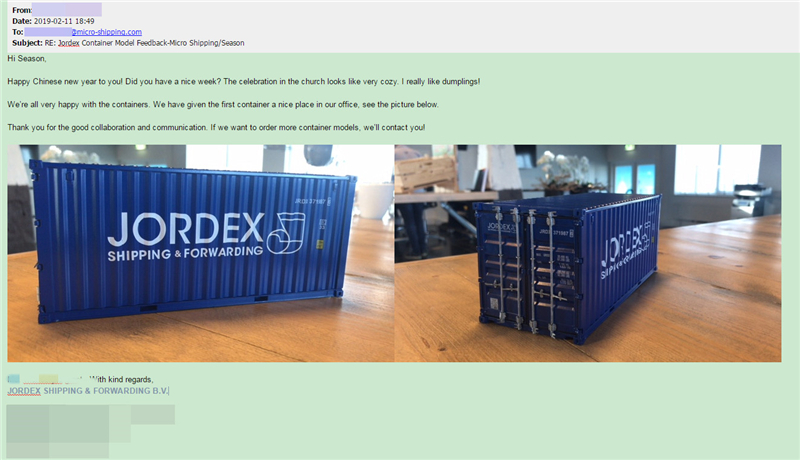 From:
Date: 2019-02-11 18:49
To: @micro-shipping.com
Subject: RE: Jordex Container Model Feedback-Micro Shipping/Season
Hi Season,
Happy Chinese new year to you! Did you have a nice week? The celebration in the church looks like very cozy. I really like dumplings!
We're all very happy with the containers. We have given the first container a nice place in our office, see the picture below.
Thank you for the good collaboration and communication. If we want to order more container models, we'll contact you!
JRDX 371967
JORDEX
SHIPPING & FORWARDING
JORDEX
JORDEX
SHIPPING & FORWARDING
With kind regards,
JORDEX SHIPPING & FORWARDING B.V.